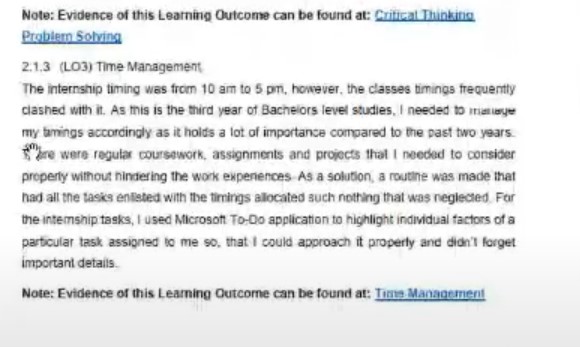 Note: Evidence of this Learning Outcome can be found at: Critical Thinking
Problem Solving
2.1.3 (LO3) Time Management
The internship timing was from 10 am to 5 pm, however, the classes timings frequently
clashed with it. As this is the third year of Bachelors level studies, I needed to manage
my timings accordingly as it holds a lot of importance compared to the past two years.
were regular coursework, assignments and projects that I needed to consider
properly without hindering the work experiences. As a solution, a routine was made that
had all the tasks enlisted with the timings allocated such nothing that was neglected. For
the internship tasks, I used Microsoft To-Do application to highlight individual factors of a
particular task assigned to me so, that I could approach it properly and didn't forget
important details.
Note: Evidence of this Learning Outcome can be found at: Time Management